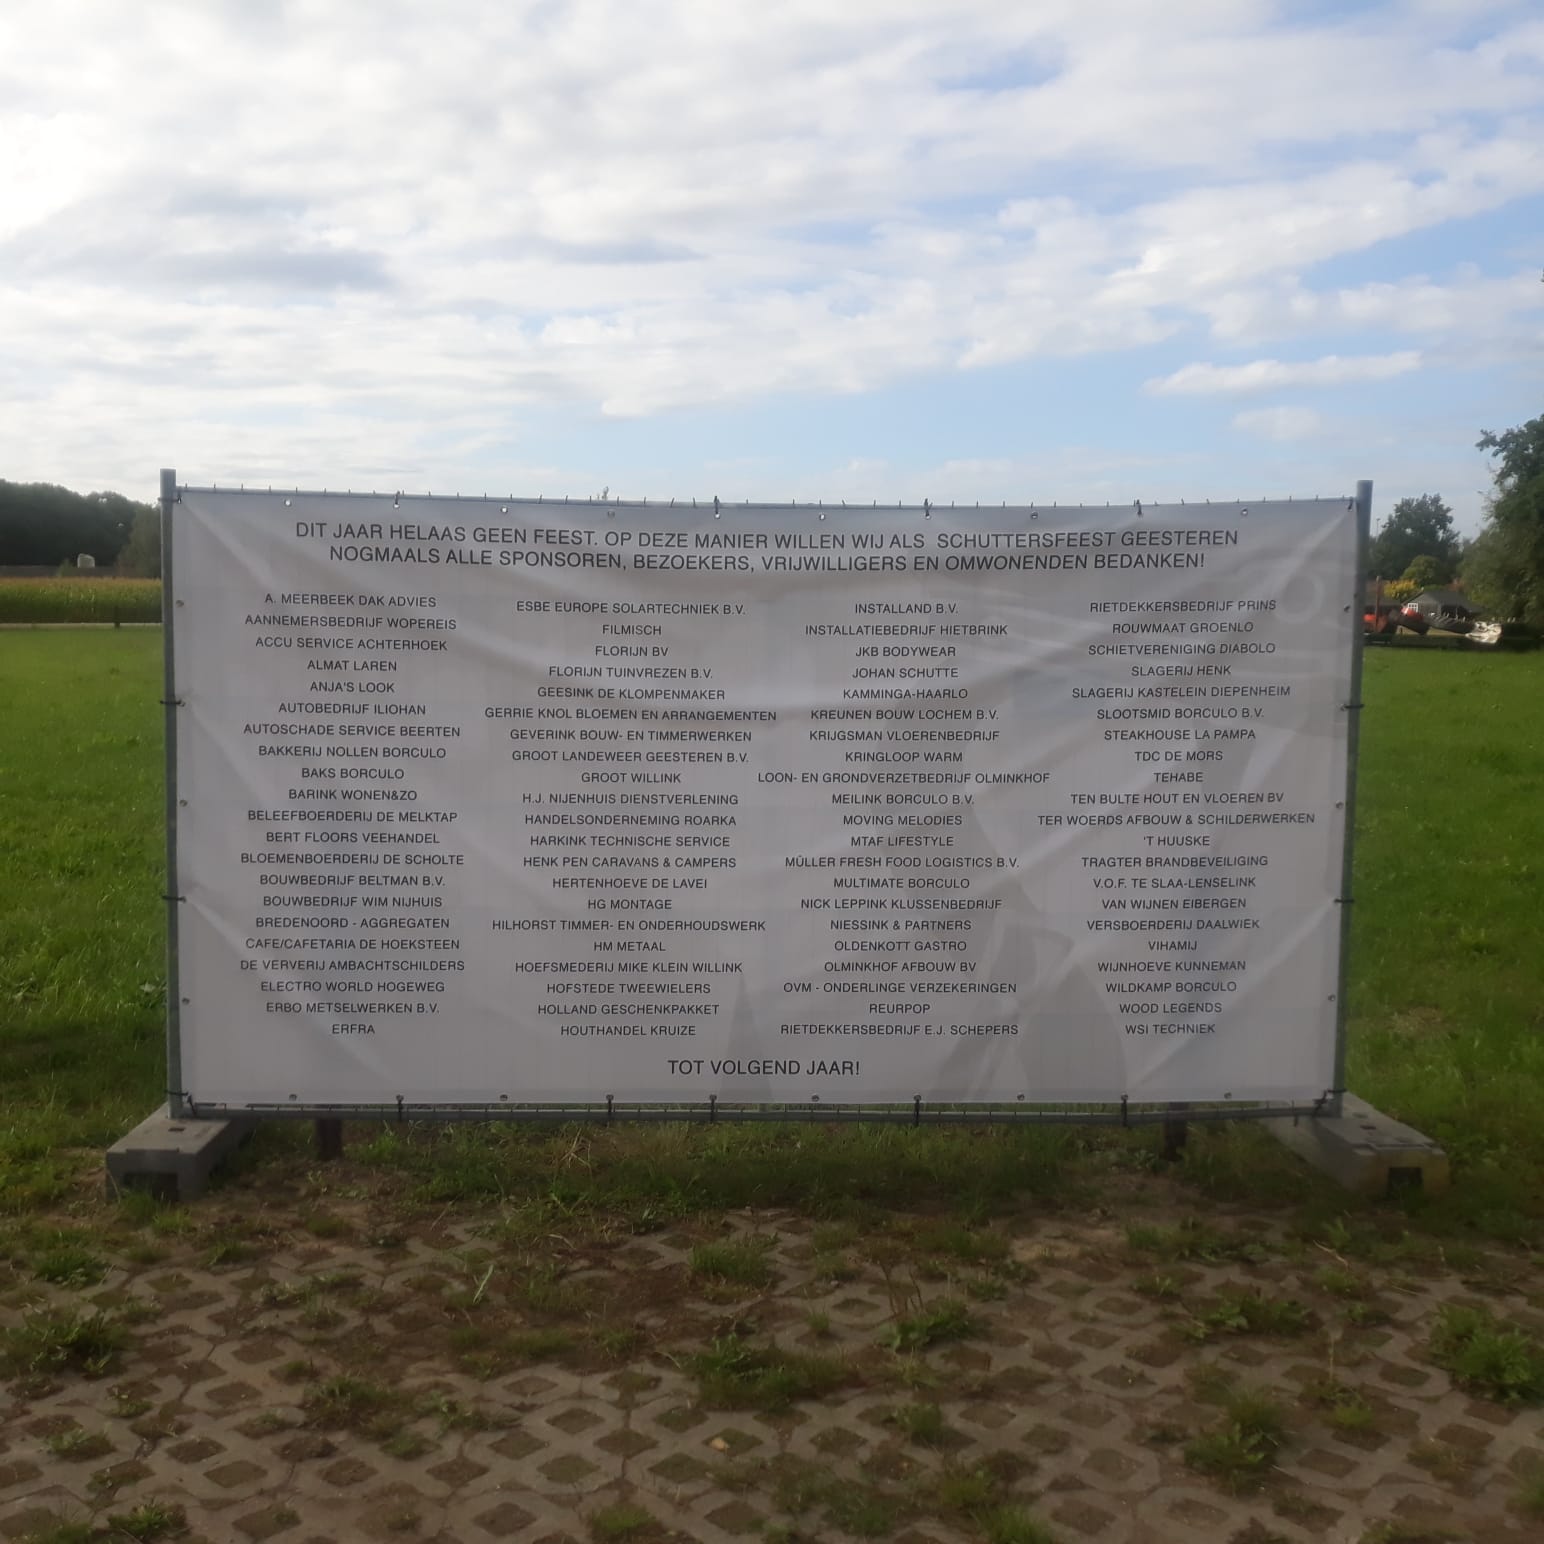 DIT JAAR HELAAS GEEN FEEST. OP DEZE MANIER WILLEN WIJ ALS SCHUTTERSFEEST GEESTEREN
NOGMAALS ALLE SPONSOREN, BEZOEKERS, VRIJWILLIGERS EN OMWONENDEN BEDANKEN!
A. MEERBEEK DAK ADVIES
AANNEMERSBEDRIJF WOPEREIS
ACCU SERVICE ACHTERHOEK
ALMAT LAREN
ANJA'S LOOK
AUTOBEDRIJF ILIOHAN
AUTOSCHADE SERVICE BEERTEN
BAKKERIJ NOLLEN BORCULO
BAKS BORCULO
BARINK WONEN&ZO
BELEEFBOERDERIJ DE MELKTAP
BERT FLOORS VEEHANDEL
BLOEMENBOERDERIJ DE SCHOLTE
BOUWBEDRIJF BELTMAN B.V.
BOUWBEDRIJF WIM NIJHUIS
BREDENOORD - AGGREGATEN
CAFE/CAFETARIA DE HOEKSTEEN
DE VERVERIJ AMBACHTSCHILDERS
ELECTRO WORLD HOGEWEG
ERBO METSELWERKEN B.V.
ERFRA
ESBE EUROPE SOLARTECHNIEK B.V.
FILMISCH
FLORIJN BV
FLORIJN TUINVREZEN B.V.
GEESINK DE KLOMPENMAKER
GERRIE KNOL BLOEMEN EN ARRANGEMENTEN
GEVERINK BOUW- EN TIMMERWERKEN
GROOT LANDEWEER GEESTEREN B.V.
GROOT WILLINK
H.J. NIJENHUIS DIENSTVERLENING
HANDELSONDERNEMING ROARKA
HARKINK TECHNISCHE SERVICE
HENK PEN CARAVANS & CAMPERS
HERTENHOEVE DE LAVEI
HG MONTAGE
HILHORST TIMMER- EN ONDERHOUDSWERK
HM METAAL
HOEFSMEDERIJ MIKE KLEIN WILLINK
HOFSTEDE TWEEWIELERS
HOLLAND GESCHENKPAKKET
HOUTHANDEL KRUIZE
INSTALLAND B.V.
INSTALLATIEBEDRIJF HIETBRINK
JKB BODYWEAR
JOHAN SCHUTTE
KAMMINGA-HAARLO
KREUNEN BOUW LOCHEM B.V.
KRIJGSMAN VLOERENBEDRIJF
KRINGLOOP WARM
LOON- EN GRONDVERZETBEDRIJF OLMINKHOF
MEILINK BORCULO B.V.
MOVING MELODIES
MTAF LIFESTYLE
MÜLLER FRESH FOOD LOGISTICS B.V.
MULTIMATE BORCULO
NICK LEPPINK KLUSSENBEDRIJF
NIESSINK & PARTNERS
OLDENKOTT GASTRO
OLMINKHOF AFBOUW BV
OVM - ONDERLINGE VERZEKERINGEN
REURPOP
RIETDEKKERSBEDRIJF E.J. SCHEPERS
RIETDEKKERSBEDRIJF PRINS
ROUWMAAT GROENLO
SCHIETVERENIGING DIABOLO
SLAGERIJ HENK
SLAGERIJ KASTELEIN DIEPENHEIM
SLOOTSMID BORCULO B.V.
STEAKHOUSE LA PAMPA
TDC DE MORS
TEHABE
TEN BULTE HOUT EN VLOEREN BV
TER WOERDS AFBOUW & SCHILDERWERKEN
'T HUUSKE
TRAGTER BRANDBEVEILIGING
V.O.F. TE SLAA-LENSELINK
VAN WIJNEN EIBERGEN
VERSBOERDERIJ DAALWIEK
VIHAMIJ
WIJNHOEVE KUNNEMAN
WILDKAMP BORCULO
WOOD LEGENDS
WSI TECHNIEK
TOT VOLGEND JAAR!